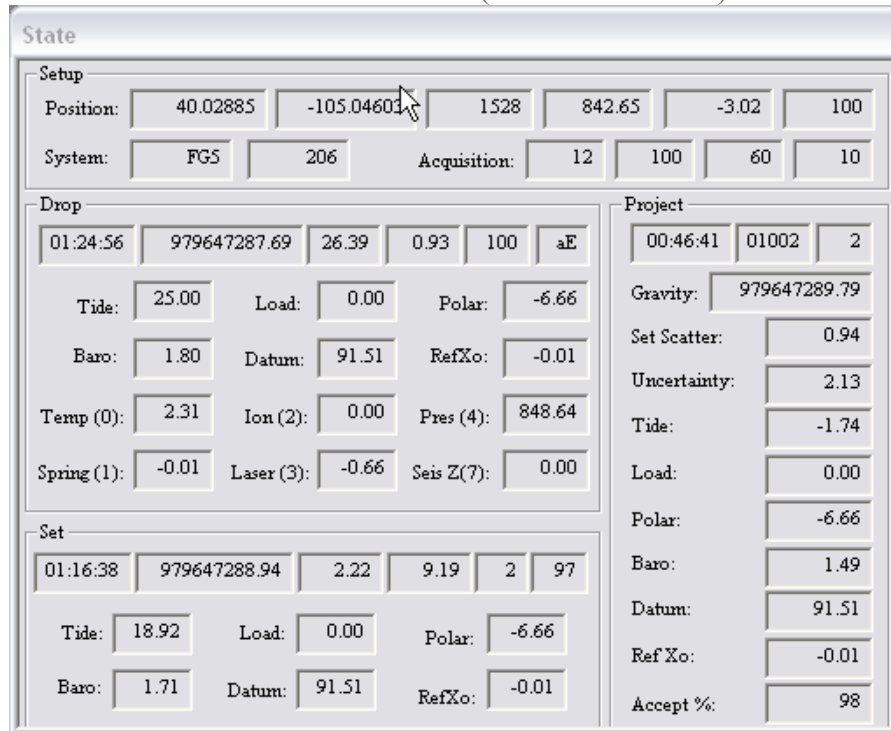 State
Setup
Position: 40.02885 -105.04603 1528 842.65 -3.02 100
System: FG5 206 Acquisition: 12 100 60 10
Drop
01:24:56 979647287.69 26.39 0.93 100 aE
Tide: 25.00 Load: 0.00 Polar: -6.66
Baro: 1.80 Datum: 91.51 RefXo: -0.01
Temp (0): 2.31 Ion (2): 0.00 Pres (4): 848.64
Spring (1): -0.01 Laser (3): -0.66 Seis Z(7): 0.00
Set
01:16:38 979647288.94 2.22 9.19 2 97
Tide: 18.92 Load: 0.00 Polar: -6.66
Baro: 1.71 Datum: 91.51 RefXo: -0.01
Project
00:46:41 01002 2
Gravity: 979647289.79
Set Scatter: 0.94
Uncertainty: 2.13
Tide: -1.74
Load: 0.00
Polar: -6.66
Baro: 1.49
Datum: 91.51
Ref Xo: -0.01
Accept %: 98